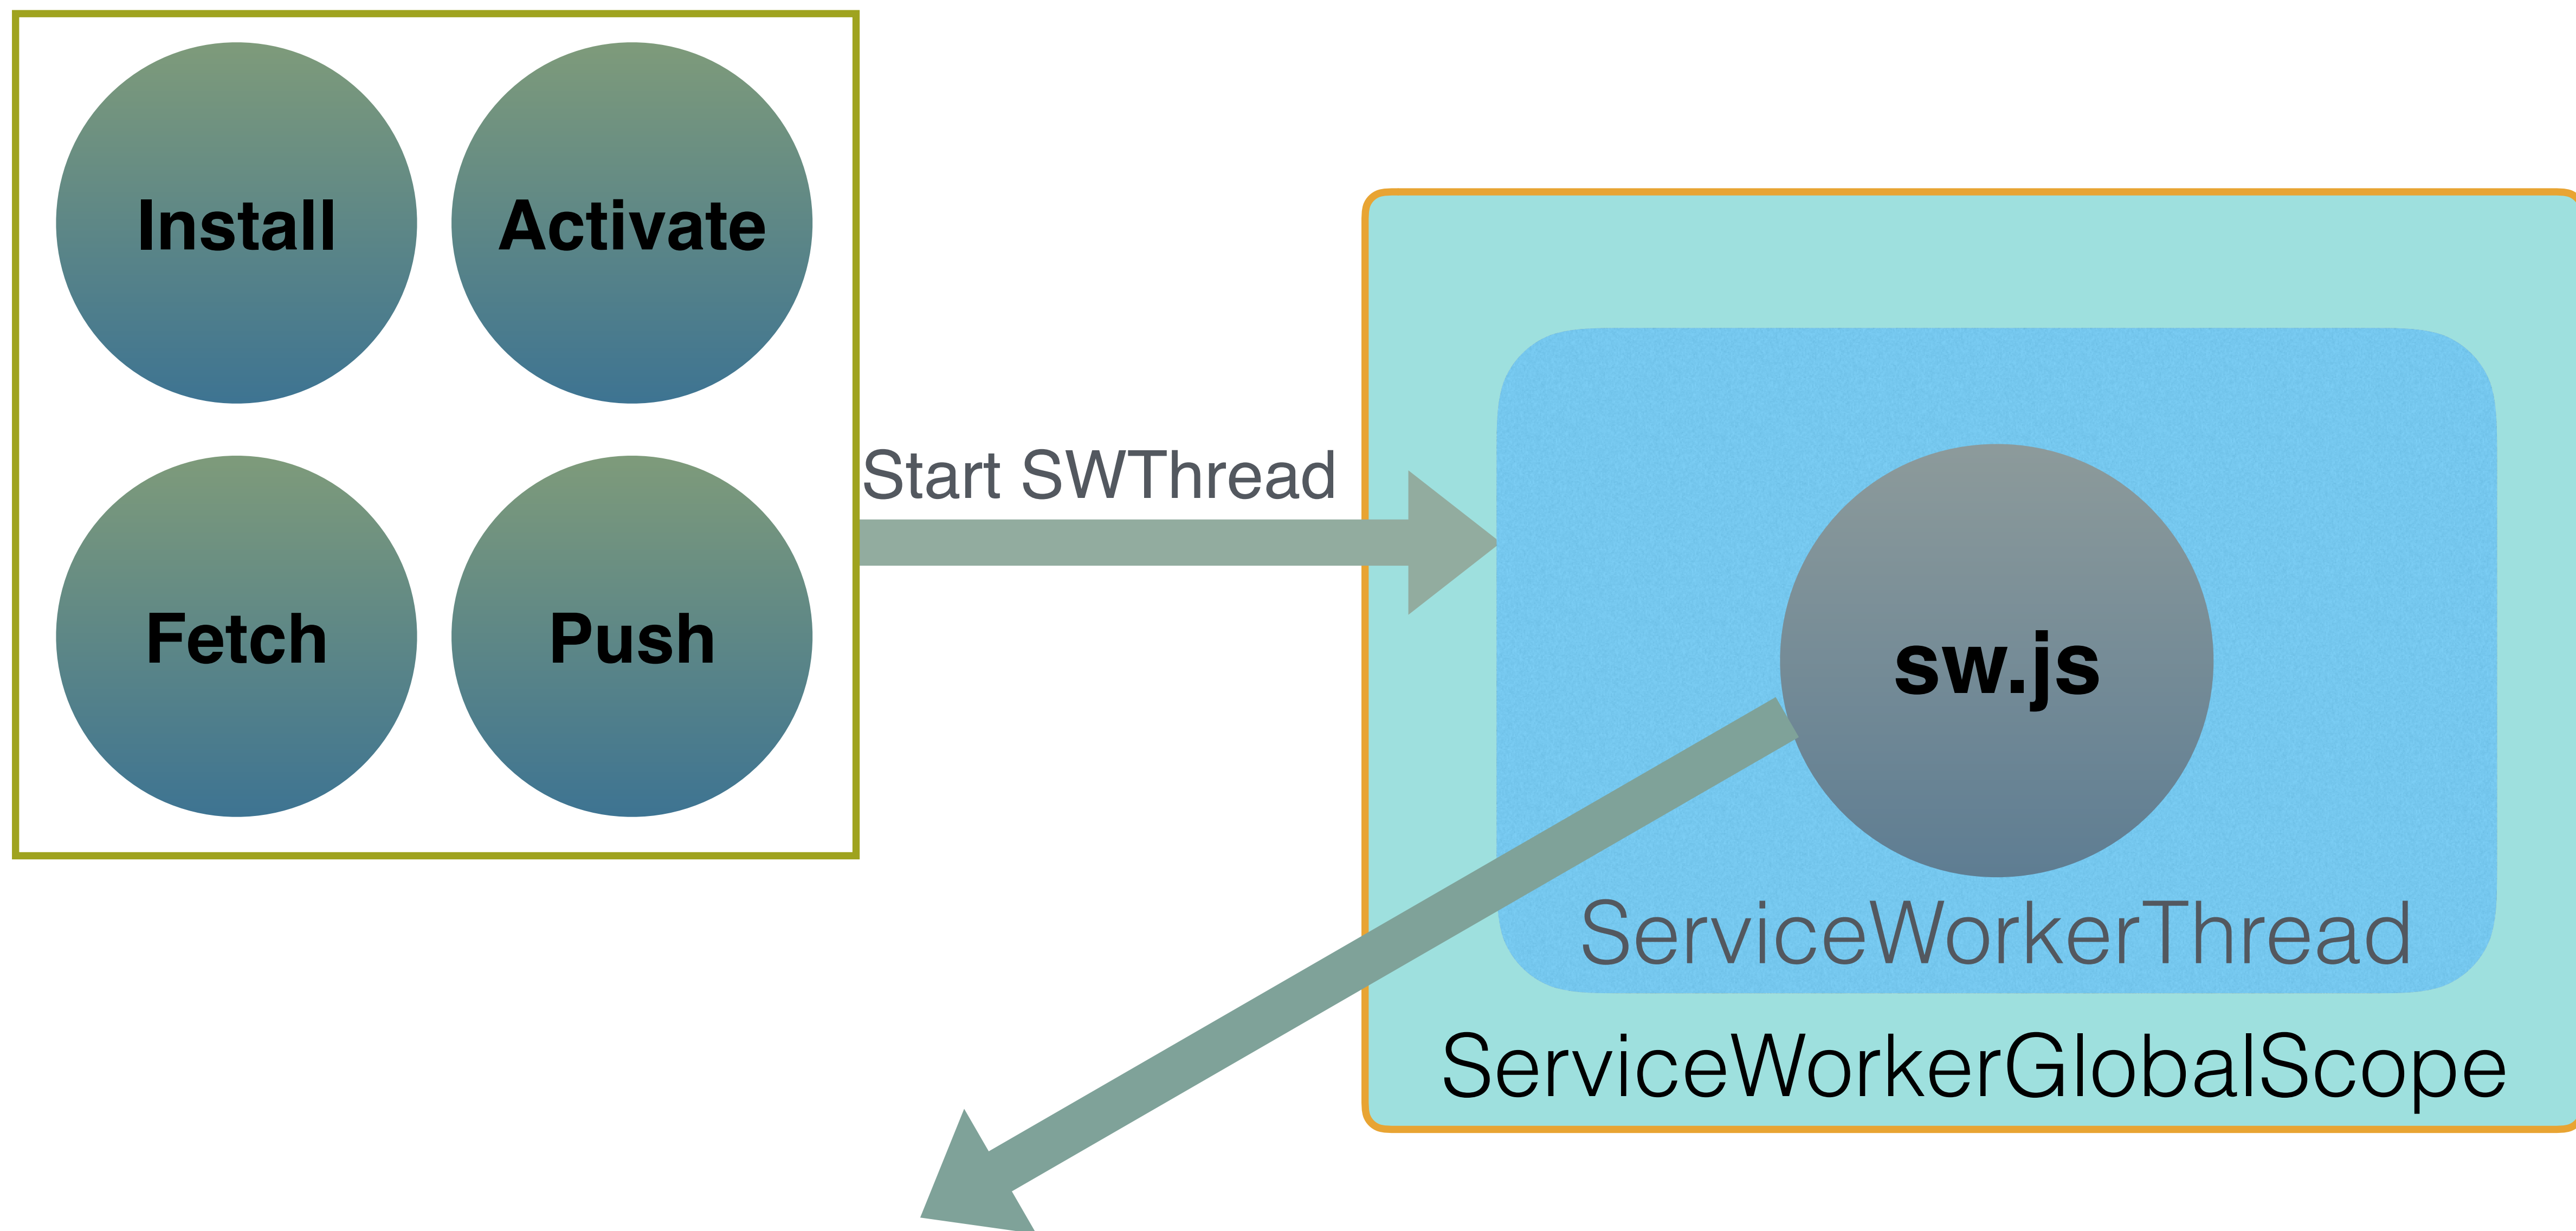 Install
Activate
Fetch
Push
Start SWThread
sw.js
ServiceWorkerThread
ServiceWorkerGlobalScope